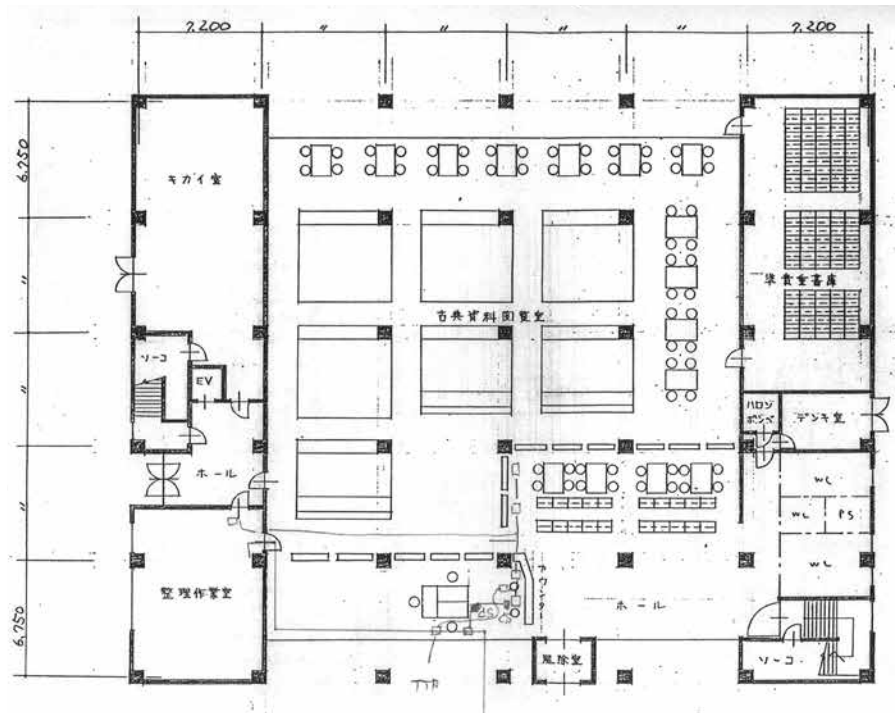 7.200
〃
〃
〃
〃
7.200
6.750
〃
〃
〃
6.750
キカイ室
古典資料閲覧室
準貴重書庫
ソーコ
EV
ハロン
ボンベ
デンキ室
ホール
WC
WC
PS
WC
整理作業室
カウンター
ホール
風除室
ソーコ